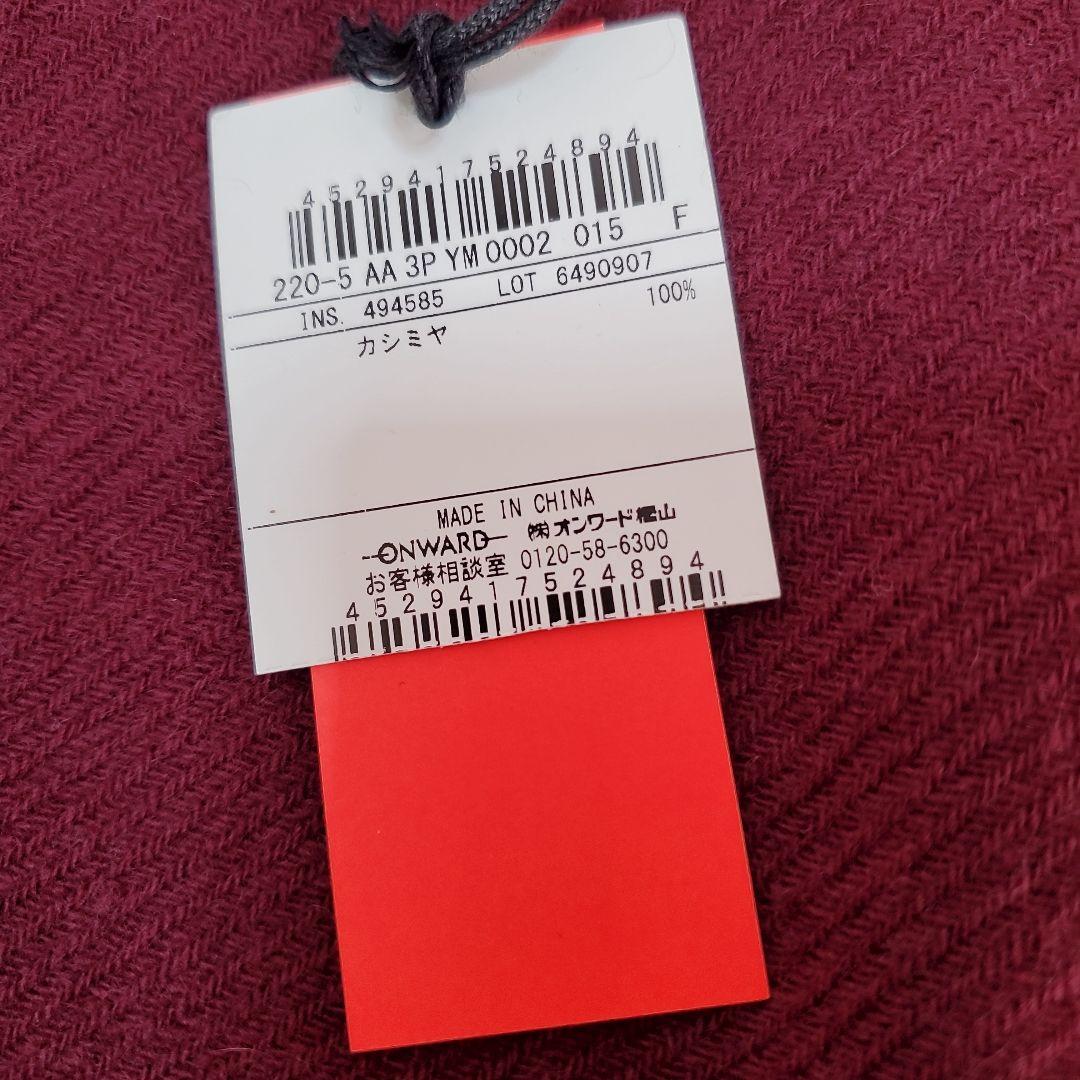 4529417524894
220-5 AA 3P YM 0002 015 F
INS. 494585 LOT 6490907
カシミヤ 100%
MADE IN CHINA
ONWARD ㈱オンワード樫山
お客様相談室 0120-58-6300
4529417524894